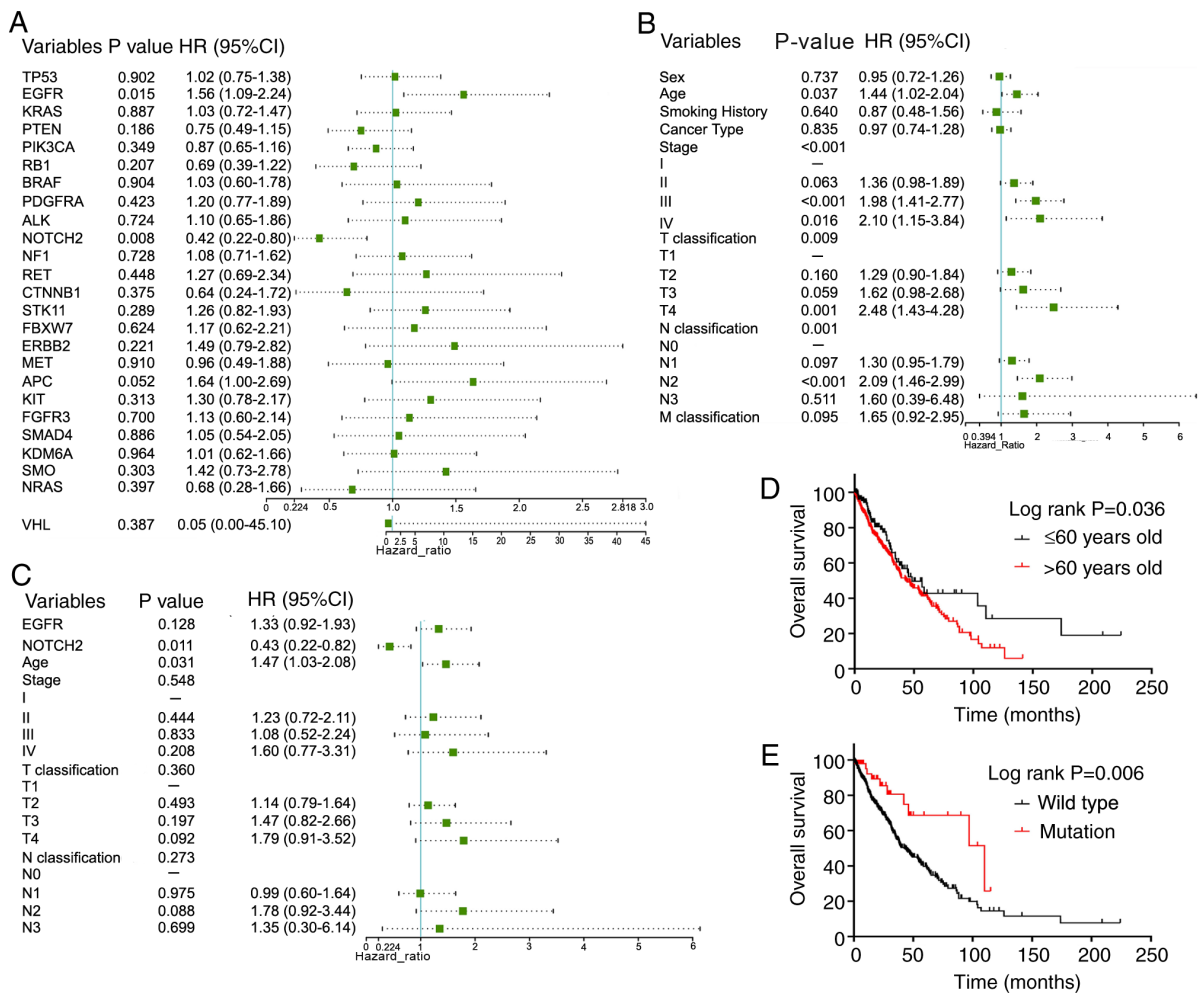 A
Variables P value HR (95%CI)
TP53 0.902 1.02 (0.75-1.38)
EGFR 0.015 1.56 (1.09-2.24)
KRAS 0.887 1.03 (0.72-1.47)
PTEN 0.186 0.75 (0.49-1.15)
PIK3CA 0.349 0.87 (0.65-1.16)
RB1 0.207 0.69 (0.39-1.22)
BRAF 0.904 1.03 (0.60-1.78)
PDGFRA 0.423 1.20 (0.77-1.89)
ALK 0.724 1.10 (0.65-1.86)
NOTCH2 0.008 0.42 (0.22-0.80)
NF1 0.728 1.08 (0.71-1.62)
RET 0.448 1.27 (0.69-2.34)
CTNNB1 0.375 0.64 (0.24-1.72)
STK11 0.289 1.26 (0.82-1.93)
FBXW7 0.624 1.17 (0.62-2.21)
ERBB2 0.221 1.49 (0.79-2.82)
MET 0.910 0.96 (0.49-1.88)
APC 0.052 1.64 (1.00-2.69)
KIT 0.313 1.30 (0.78-2.17)
FGFR3 0.700 1.13 (0.60-2.14)
SMAD4 0.886 1.05 (0.54-2.05)
KDM6A 0.964 1.01 (0.62-1.66)
SMO 0.303 1.42 (0.73-2.78)
NRAS 0.397 0.68 (0.28-1.66)
0.224 0.5 1.0 1.5 2.0 2.5 2.818 3.0
VHL 0.387 0.05 (0.00-45.10)
0 2.5 5 10 15 20 25 30 35 40 45
Hazard_ratio
B
Variables P-value HR (95%CI)
Sex 0.737 0.95 (0.72-1.26)
Age 0.037 1.44 (1.02-2.04)
Smoking History 0.640 0.87 (0.48-1.56)
Cancer Type 0.835 0.97 (0.74-1.28)
Stage <0.001
I —
II 0.063 1.36 (0.98-1.89)
III <0.001 1.98 (1.41-2.77)
IV 0.016 2.10 (1.15-3.84)
T classification 0.009
T1 —
T2 0.160 1.29 (0.90-1.84)
T3 0.059 1.62 (0.98-2.68)
T4 0.001 2.48 (1.43-4.28)
N classification 0.001
N0 —
N1 0.097 1.30 (0.95-1.79)
N2 <0.001 2.09 (1.46-2.99)
N3 0.511 1.60 (0.39-6.48)
M classification 0.095 1.65 (0.92-2.95)
0 0.394 1 2 3 4 5 6
Hazard_Ratio
C
Variables P value HR (95%CI)
EGFR 0.128 1.33 (0.92-1.93)
NOTCH2 0.011 0.43 (0.22-0.82)
Age 0.031 1.47 (1.03-2.08)
Stage 0.548
I —
II 0.444 1.23 (0.72-2.11)
III 0.833 1.08 (0.52-2.24)
IV 0.208 1.60 (0.77-3.31)
T classification 0.360
T1 —
T2 0.493 1.14 (0.79-1.64)
T3 0.197 1.47 (0.82-2.66)
T4 0.092 1.79 (0.91-3.52)
N classification 0.273
N0 —
N1 0.975 0.99 (0.60-1.64)
N2 0.088 1.78 (0.92-3.44)
N3 0.699 1.35 (0.30-6.14)
0 0.224 1 2 3 4 5 6
Hazard_ratio
D
Log rank P=0.036
≤60 years old
>60 years old
Overall survival
100
80
60
40
20
0
0 50 100 150 200 250
Time (months)
E
Log rank P=0.006
Wild type
Mutation
Overall survival
100
80
60
40
20
0
0 50 100 150 200 250
Time (months)